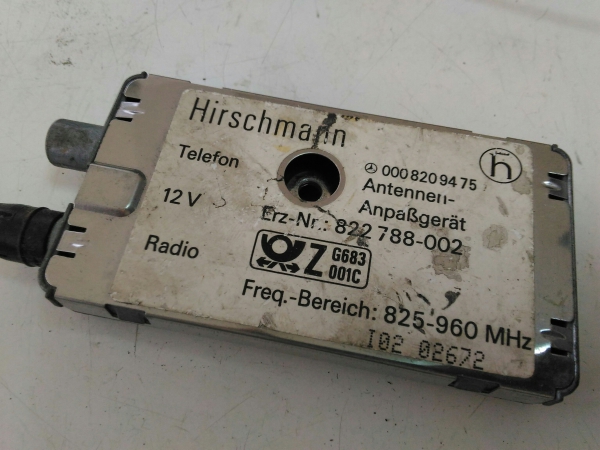 Hirschmann
h
Telefon
000 820 94 75
Antennen-
Anpaßgerät
12 V
Erz-Nr.: 822 788-002
Radio
Z G683
001C
Freq.-Bereich: 825-960 MHz
I02 02672